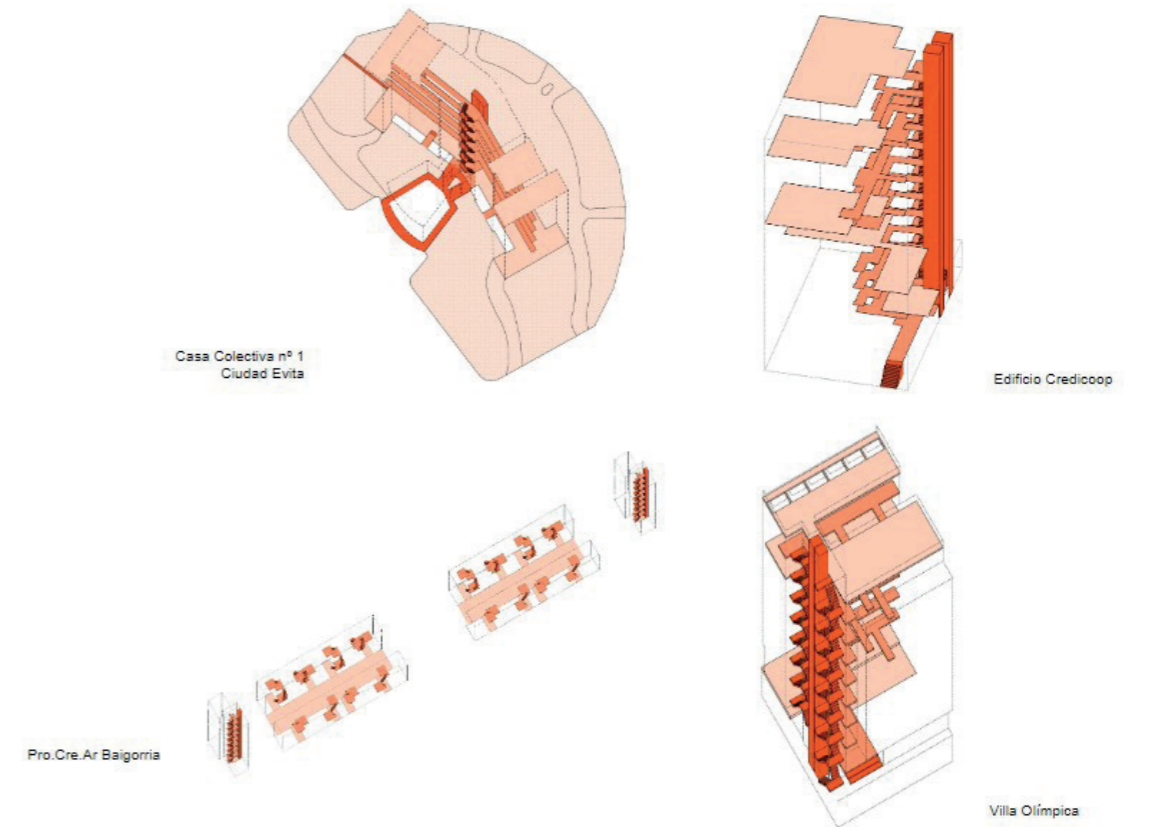 Casa Colectiva nº 1
Ciudad Evita
Edificio Credicoop
Pro.Cre.Ar Baigorria
Villa Olímpica